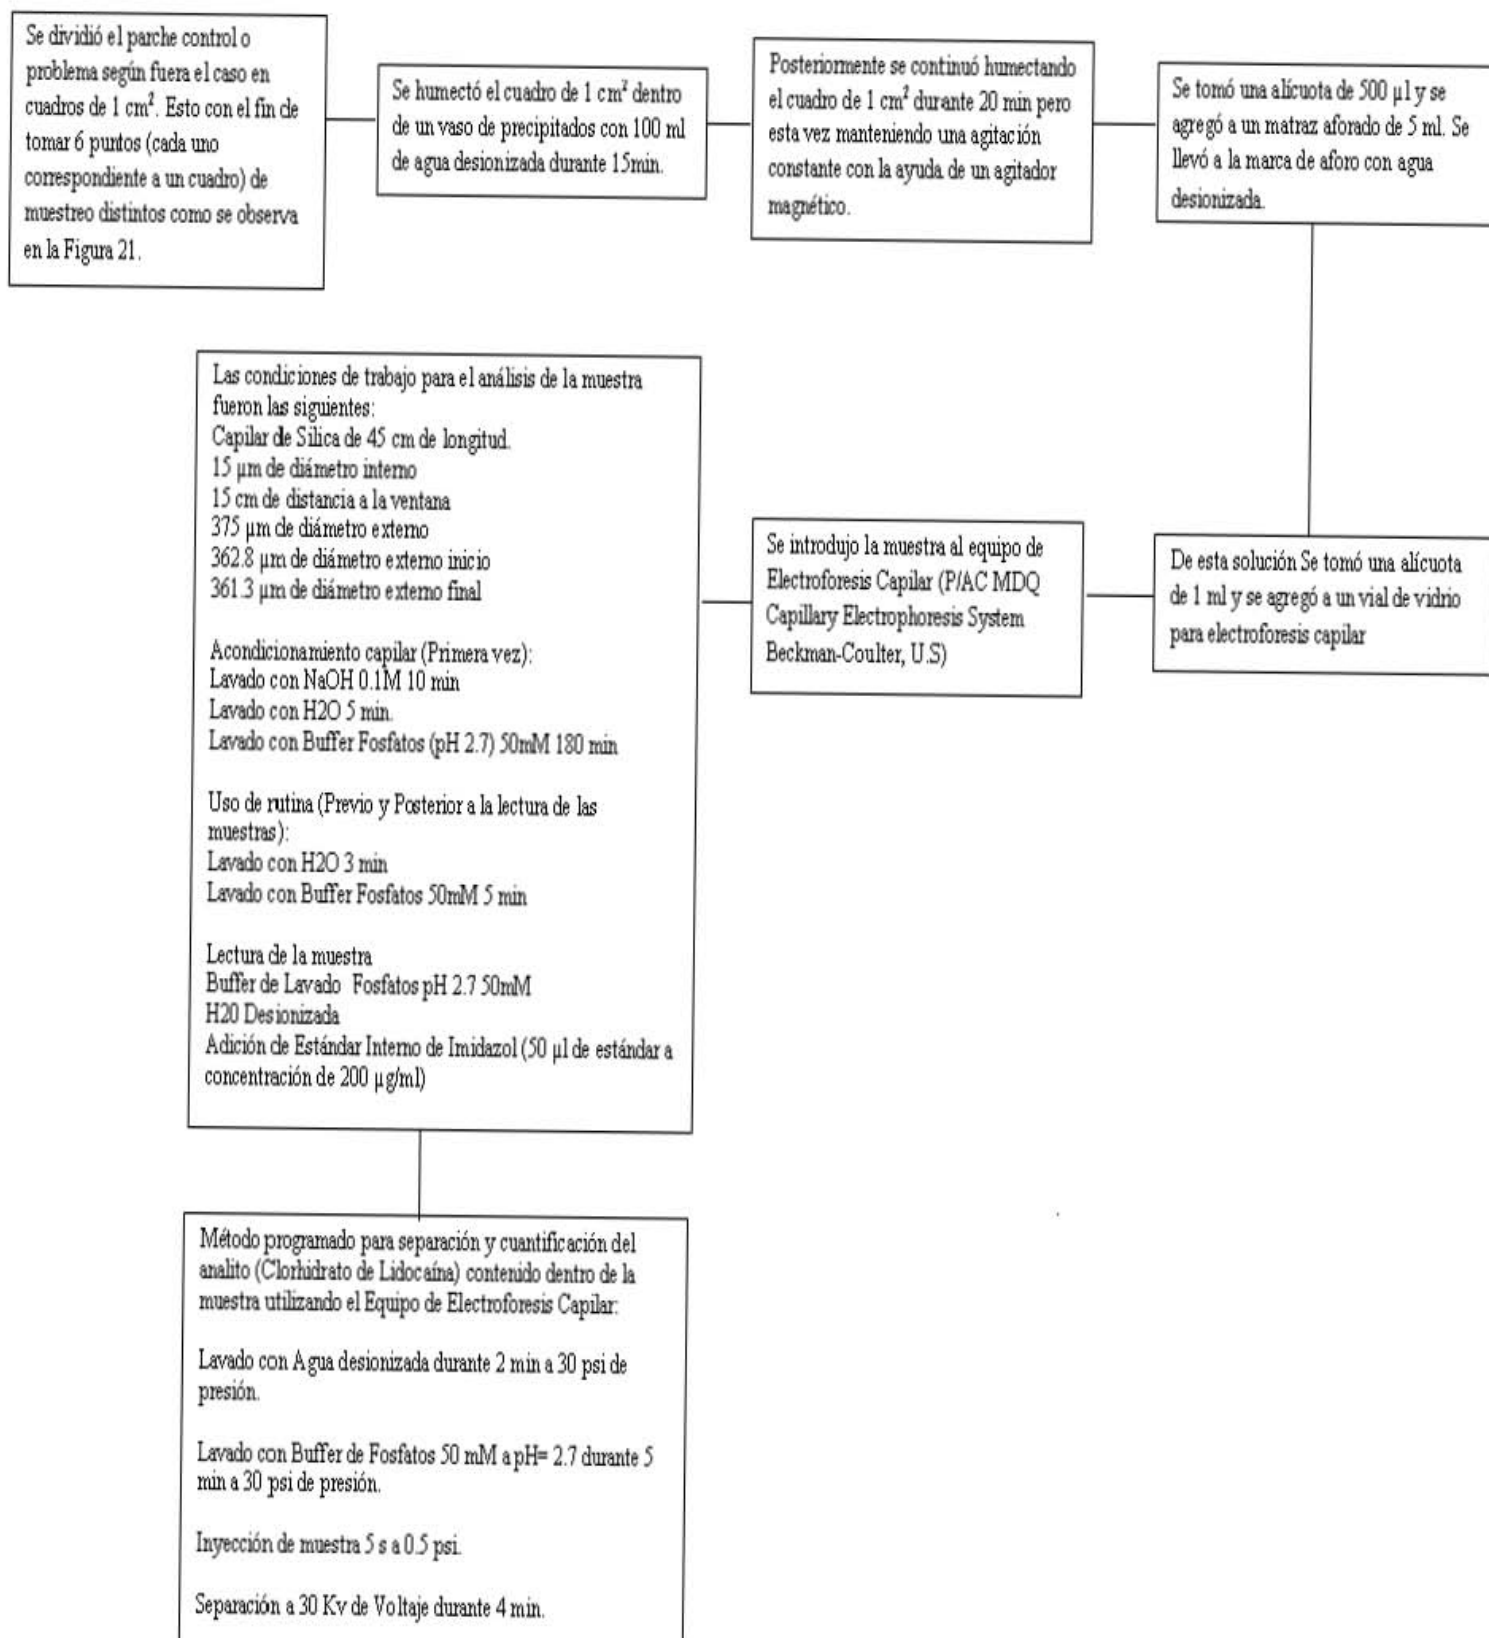 Se dividió el parche control o
problema según fuera el caso en
cuadros de 1 cm². Esto con el fin de
tomar 6 puntos (cada uno
correspondiente a un cuadro) de
muestreo distintos como se observa
en la Figura 21.
Se humectó el cuadro de 1 cm² dentro
de un vaso de precipitados con 100 ml
de agua desionizada durante 15min.
Posteriormente se continuó humectando
el cuadro de 1 cm² durante 20 min pero
esta vez manteniendo una agitación
constante con la ayuda de un agitador
magnético.
Se tomó una alícuota de 500 µl y se
agregó a un matraz aforado de 5 ml. Se
llevó a la marca de aforo con agua
desionizada.
De esta solución Se tomó una alícuota
de 1 ml y se agregó a un vial de vidrio
para electroforesis capilar
Se introdujo la muestra al equipo de
Electroforesis Capilar (P/AC MDQ
Capillary Electrophoresis System
Beckman-Coulter, U.S)
Las condiciones de trabajo para el análisis de la muestra
fueron las siguientes:
Capilar de Silica de 45 cm de longitud.
15 µm de diámetro interno
15 cm de distancia a la ventana
375 µm de diámetro externo
362.8 µm de diámetro externo inicio
361.3 µm de diámetro externo final
Acondicionamiento capilar (Primera vez):
Lavado con NaOH 0.1M 10 min
Lavado con H2O 5 min.
Lavado con Buffer Fosfatos (pH 2.7) 50mM 180 min
Uso de rutina (Previo y Posterior a la lectura de las
muestras):
Lavado con H2O 3 min
Lavado con Buffer Fosfatos 50mM 5 min
Lectura de la muestra
Buffer de Lavado Fosfatos pH 2.7 50mM
H20 Desionizada
Adición de Estándar Interno de Imidazol (50 µl de estándar a
concentración de 200 µg/ml)
Método programado para separación y cuantificación del
analito (Clorhidrato de Lidocaína) contenido dentro de la
muestra utilizando el Equipo de Electroforesis Capilar:
Lavado con Agua desionizada durante 2 min a 30 psi de
presión.
Lavado con Buffer de Fosfatos 50 mM a pH= 2.7 durante 5
min a 30 psi de presión.
Inyección de muestra 5 s a 0.5 psi.
Separación a 30 Kv de Voltaje durante 4 min.